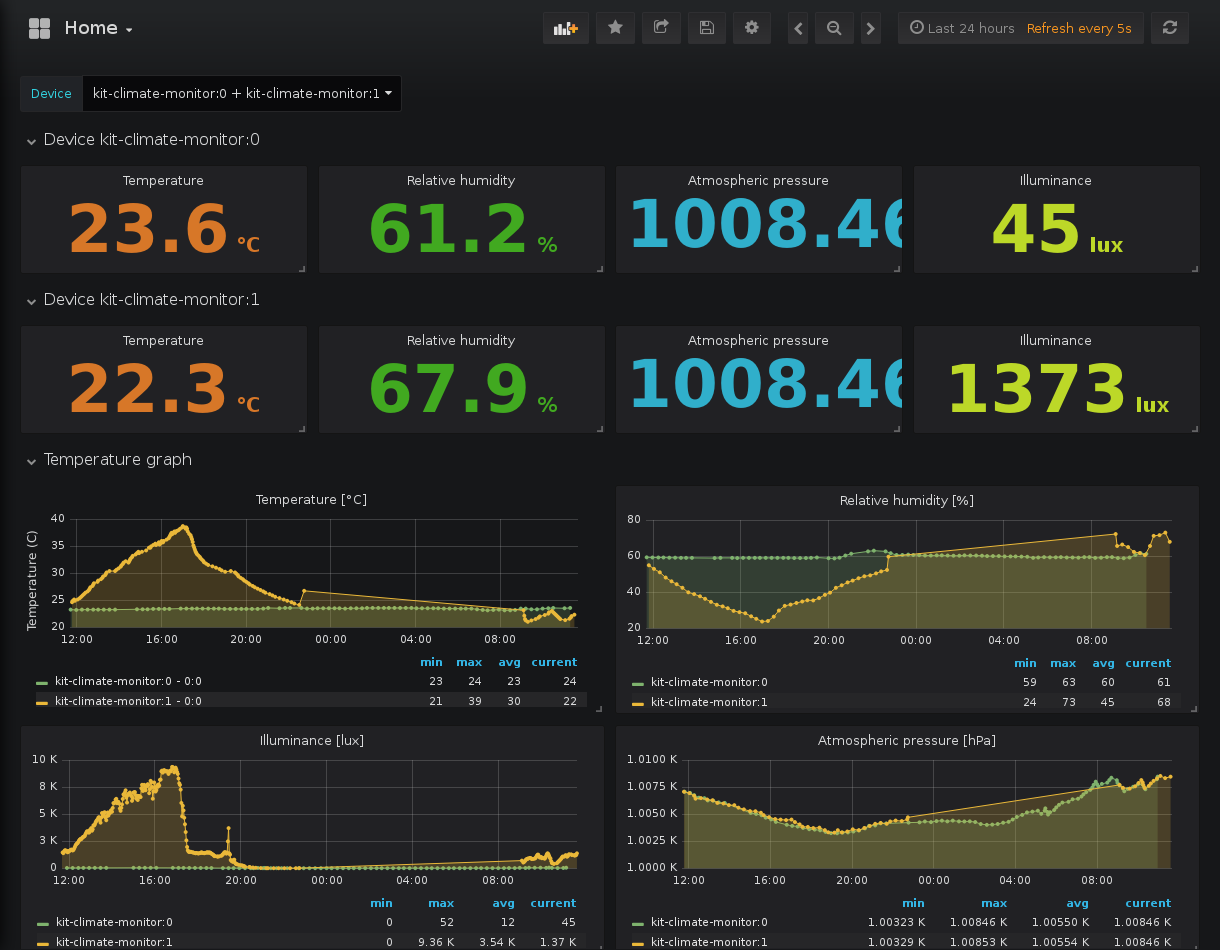 Home
Last 24 hours Refresh every 5s
Device kit-climate-monitor:0 + kit-climate-monitor:1
Device kit-climate-monitor:0
Temperature Relative humidity Atmospheric pressure Illuminance
23.6 °C 61.2 % 1008.46 45 lux
Device kit-climate-monitor:1
Temperature Relative humidity Atmospheric pressure Illuminance
22.3 °C 67.9 % 1008.46 1373 lux
Temperature graph
Temperature [°C]
Temperature (C)
40
35
30
25
20
12:00 16:00 20:00 00:00 04:00 08:00
min max avg current
kit-climate-monitor:0 - 0:0 23 24 23 24
kit-climate-monitor:1 - 0:0 21 39 30 22
Relative humidity [%]
80
60
40
20
12:00 16:00 20:00 00:00 04:00 08:00
min max avg current
kit-climate-monitor:0 59 63 60 61
kit-climate-monitor:1 24 73 45 68
Illuminance [lux]
10 K
8 K
5 K
3 K
0
12:00 16:00 20:00 00:00 04:00 08:00
min max avg current
kit-climate-monitor:0 0 52 12 45
kit-climate-monitor:1 0 9.36 K 3.54 K 1.37 K
Atmospheric pressure [hPa]
1.0100 K
1.0075 K
1.0050 K
1.0025 K
1.0000 K
12:00 16:00 20:00 00:00 04:00 08:00
min max avg current
kit-climate-monitor:0 1.00323 K 1.00846 K 1.00550 K 1.00846 K
kit-climate-monitor:1 1.00329 K 1.00853 K 1.00554 K 1.00846 K